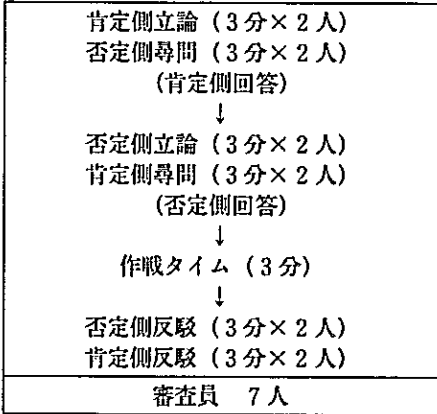 肯定側立論（3分×2人）
否定側尋問（3分×2人）
(肯定側回答)
↓
否定側立論（3分×2人）
肯定側尋問（3分×2人）
(否定側回答)
↓
作戦タイム（3分）
↓
否定側反駁（3分×2人）
肯定側反駁（3分×2人）
審査員　7人